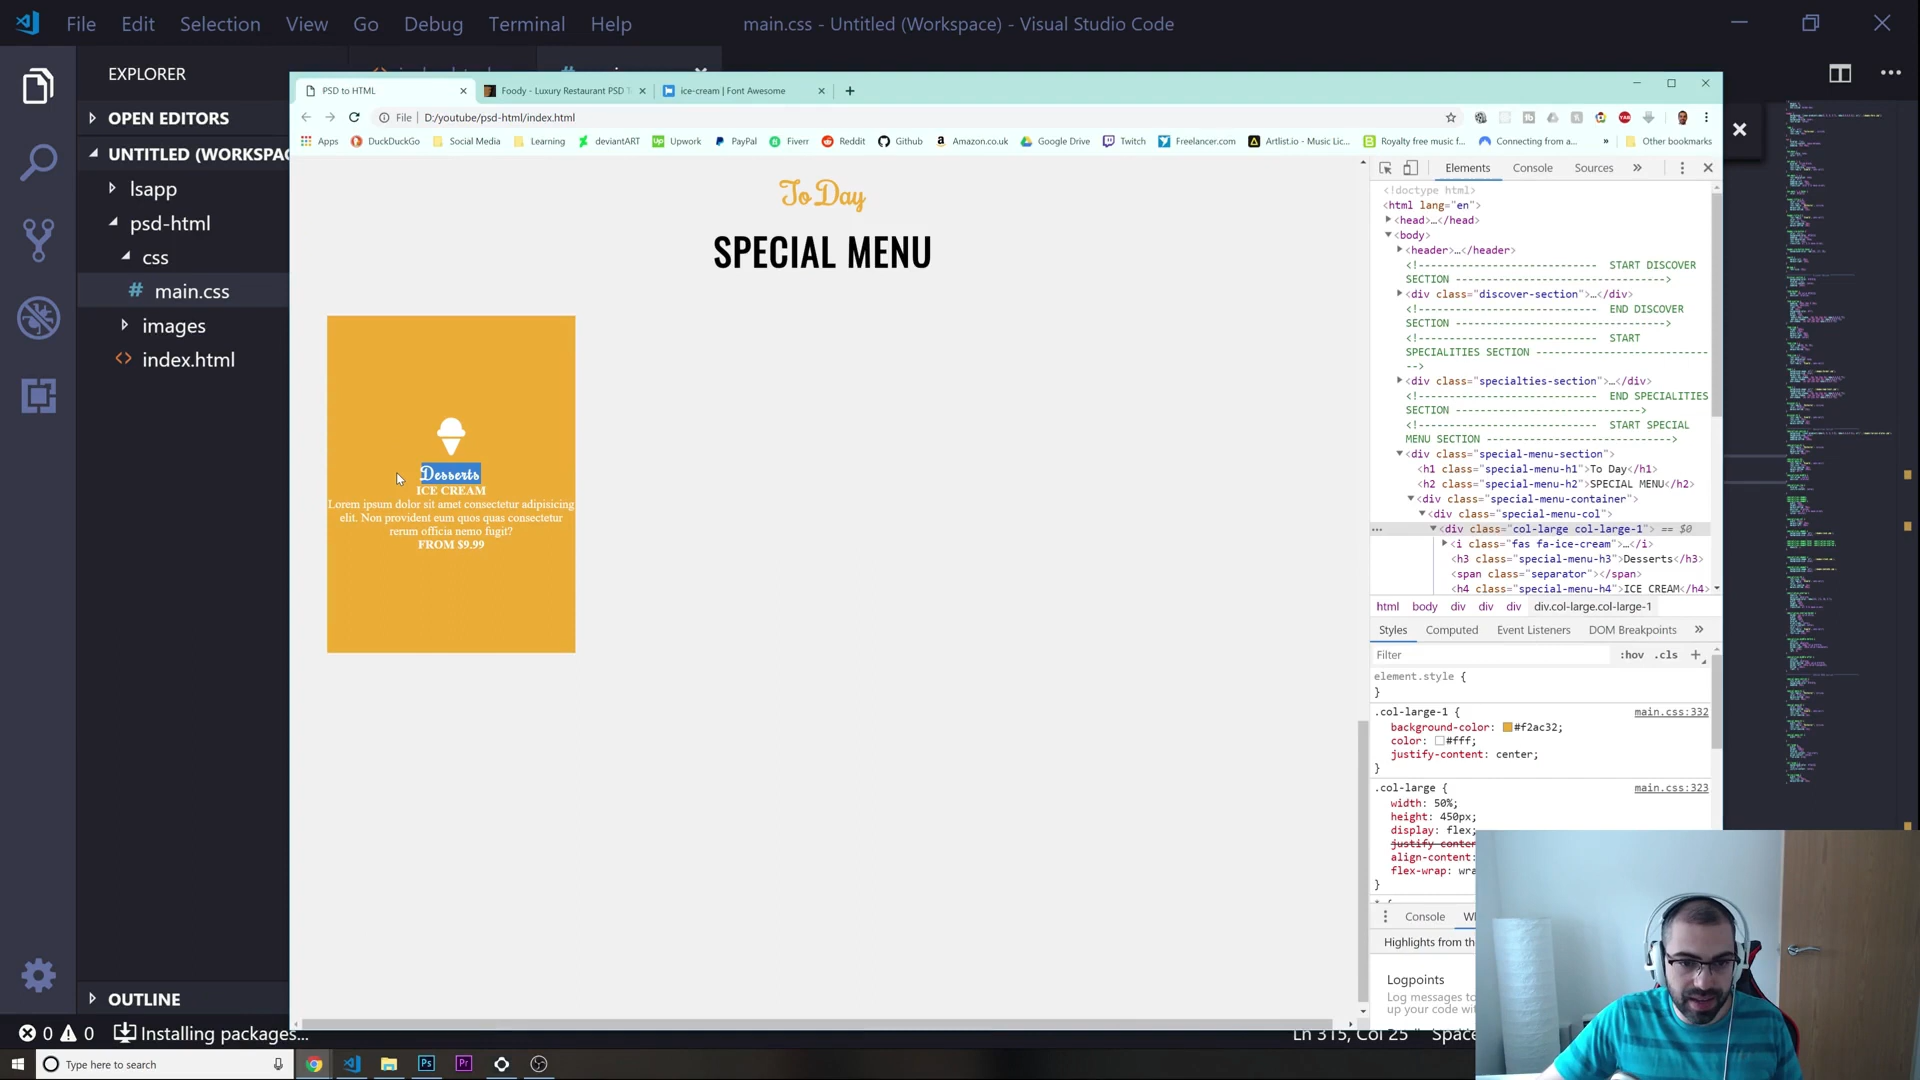 File Edit Selection View Go Debug Terminal Help
main.css - Untitled (Workspace) - Visual Studio Code
EXPLORER
OPEN EDITORS
UNTITLED (WORKSPAC
lsapp
psd-html
css
# main.css
images
<> index.html
OUTLINE
0 0 Installing packages...
Ln 315, Col 25 Space
Type here to search
PSD to HTML
Foody - Luxury Restaurant PSD T
ice-cream | Font Awesome
File D:/youtube/psd-html/index.html
Apps DuckDuckGo Social Media Learning deviantART Upwork PayPal Fiverr Reddit Github Amazon.co.uk Google Drive Twitch Freelancer.com Artlist.io - Music Lic... Royalty free music f... Connecting from a... » Other bookmarks
To Day
SPECIAL MENU
Desserts
ICE CREAM
Lorem ipsum dolor sit amet consectetur adipisicing
elit. Non provident eum quos quas consectetur
rerum officia nemo fugit?
FROM $9.99
Elements Console Sources »
<!doctype html>
<html lang="en">
<head>…</head>
<body>
<header>…</header>
<!---------------------------- START DISCOVER
SECTION ---------------------------->
<div class="discover-section">…</div>
<!---------------------------- END DISCOVER
SECTION ---------------------------->
<!---------------------------- START
SPECIALITIES SECTION ----------------------------
-->
<div class="specialties-section">…</div>
<!---------------------------- END SPECIALITIES
SECTION ---------------------------->
<!---------------------------- START SPECIAL
MENU SECTION ---------------------------->
<div class="special-menu-section">
<h1 class="special-menu-h1">To Day</h1>
<h2 class="special-menu-h2">SPECIAL MENU</h2>
<div class="special-menu-container">
<div class="special-menu-col">
… <div class="col-large col-large-1"> == $0
<i class="fas fa-ice-cream">…</i>
<h3 class="special-menu-h3">Desserts</h3>
<span class="separator"></span>
<h4 class="special-menu-h4">ICE CREAM</h4>
html body div div div div.col-large.col-large-1
Styles Computed Event Listeners DOM Breakpoints »
Filter :hov .cls +
element.style {
}
.col-large-1 { main.css:332
background-color: #f2ac32;
color: #fff;
justify-content: center;
}
.col-large { main.css:323
width: 50%;
height: 450px;
display: flex;
justify-conter
align-content:
flex-wrap: wra
}
Console
Highlights from the
Logpoints
Log messages to
up your code wit